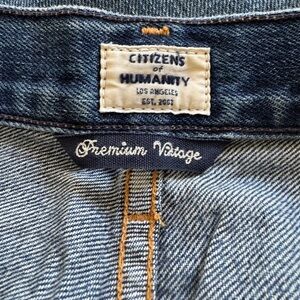 CITIZENS
of
HUMANITY
LOS ANGELES
EST. 2003
Premium Vintage